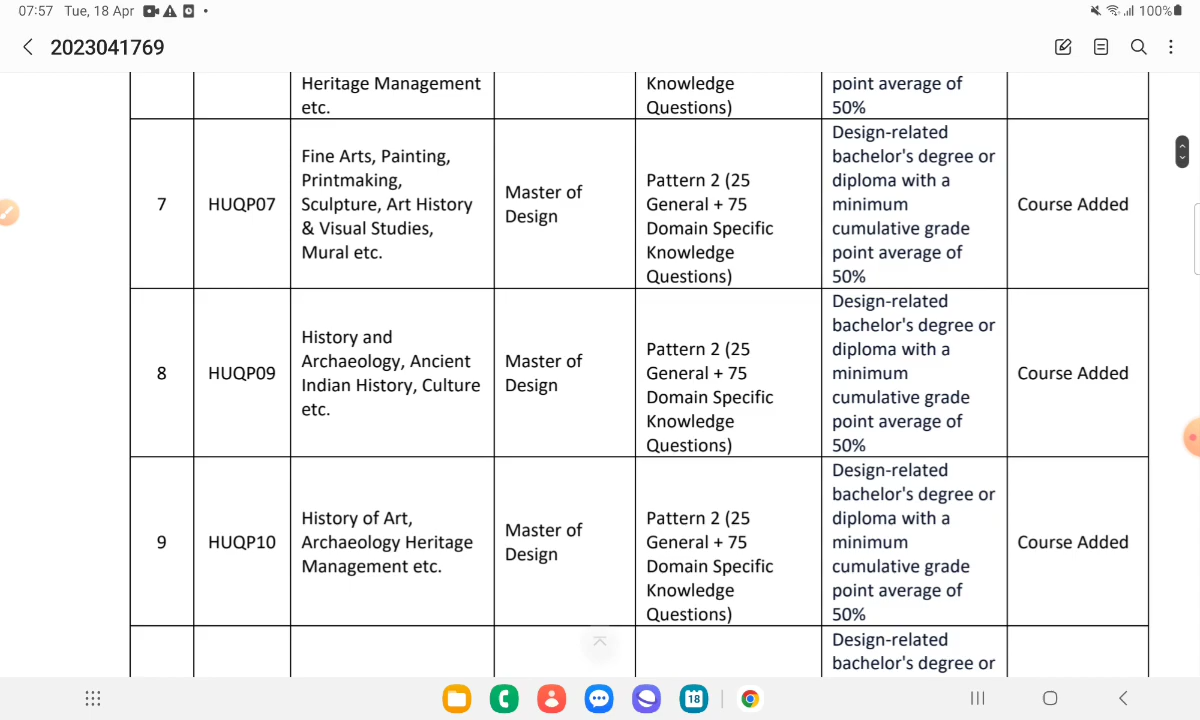 07:57 Tue, 18 Apr
100%
2023041769
Heritage Management
etc.
Knowledge
Questions)
point average of
50%
7
HUQP07
Fine Arts, Painting,
Printmaking,
Sculpture, Art History
& Visual Studies,
Mural etc.
Master of
Design
Pattern 2 (25
General + 75
Domain Specific
Knowledge
Questions)
Design-related
bachelor's degree or
diploma with a
minimum
cumulative grade
point average of
50%
Course Added
8
HUQP09
History and
Archaeology, Ancient
Indian History, Culture
etc.
Master of
Design
Pattern 2 (25
General + 75
Domain Specific
Knowledge
Questions)
Design-related
bachelor's degree or
diploma with a
minimum
cumulative grade
point average of
50%
Course Added
9
HUQP10
History of Art,
Archaeology Heritage
Management etc.
Master of
Design
Pattern 2 (25
General + 75
Domain Specific
Knowledge
Questions)
Design-related
bachelor's degree or
diploma with a
minimum
cumulative grade
point average of
50%
Course Added
Design-related
bachelor's degree or
18